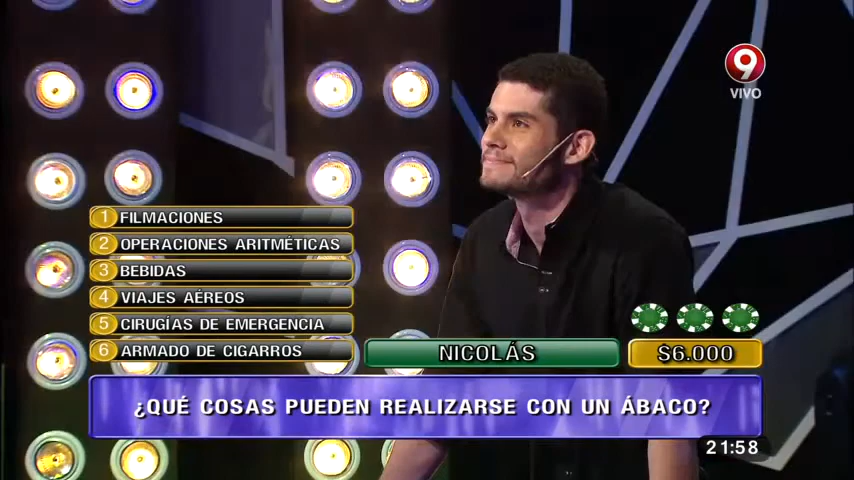 9
VIVO
1 FILMACIONES
2 OPERACIONES ARITMÉTICAS
3 BEBIDAS
4 VIAJES AÉREOS
5 CIRUGÍAS DE EMERGENCIA
6 ARMADO DE CIGARROS
NICOLÁS
$6.000
¿QUÉ COSAS PUEDEN REALIZARSE CON UN ÁBACO?
21:58